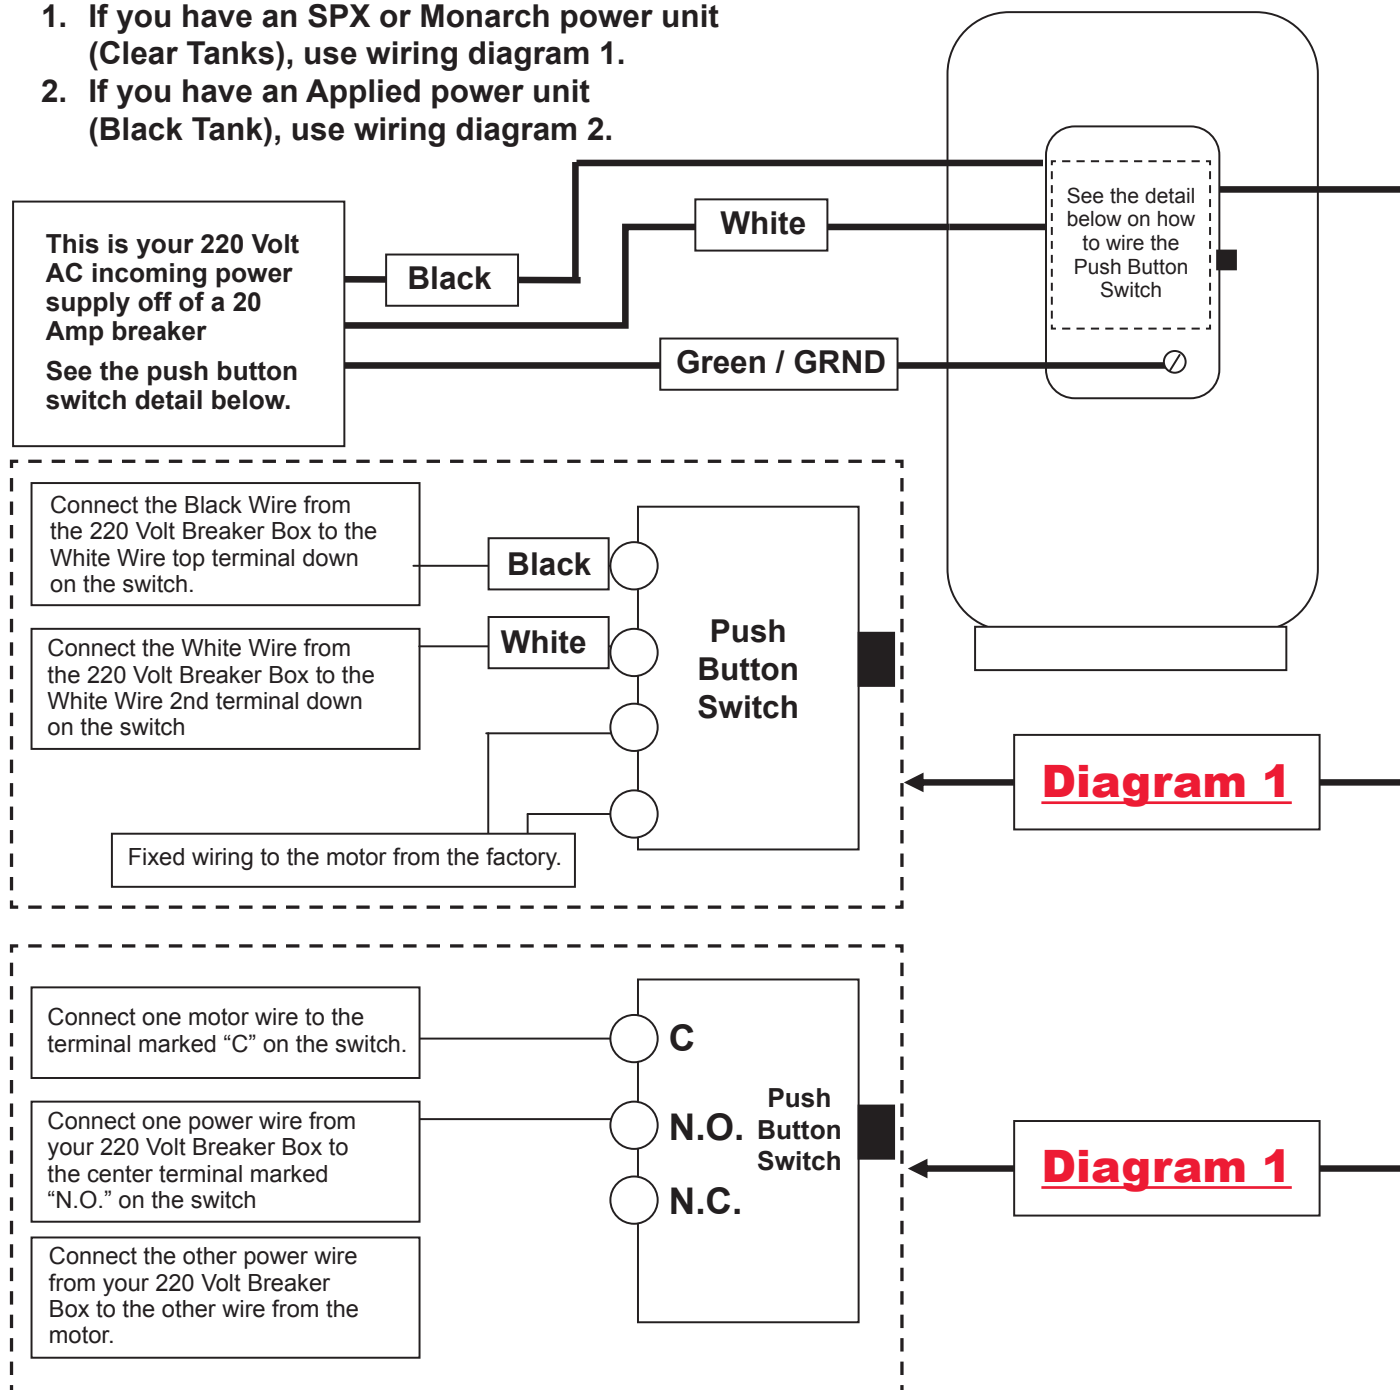 1. If you have an SPX or Monarch power unit
(Clear Tanks), use wiring diagram 1.
2. If you have an Applied power unit
(Black Tank), use wiring diagram 2.
This is your 220 Volt
AC incoming power
supply off of a 20
Amp breaker
See the push button
switch detail below.
Black
White
Green / GRND
See the detail
below on how
to wire the
Push Button
Switch
Connect the Black Wire from
the 220 Volt Breaker Box to the
White Wire top terminal down
on the switch.
Black
Connect the White Wire from
the 220 Volt Breaker Box to the
White Wire 2nd terminal down
on the switch
White
Push
Button
Switch
Fixed wiring to the motor from the factory.
Diagram 1
Connect one motor wire to the
terminal marked “C” on the switch.
C
Connect one power wire from
your 220 Volt Breaker Box to
the center terminal marked
“N.O.” on the switch
N.O.
N.C.
Push
Button
Switch
Connect the other power wire
from your 220 Volt Breaker
Box to the other wire from the
motor.
Diagram 1